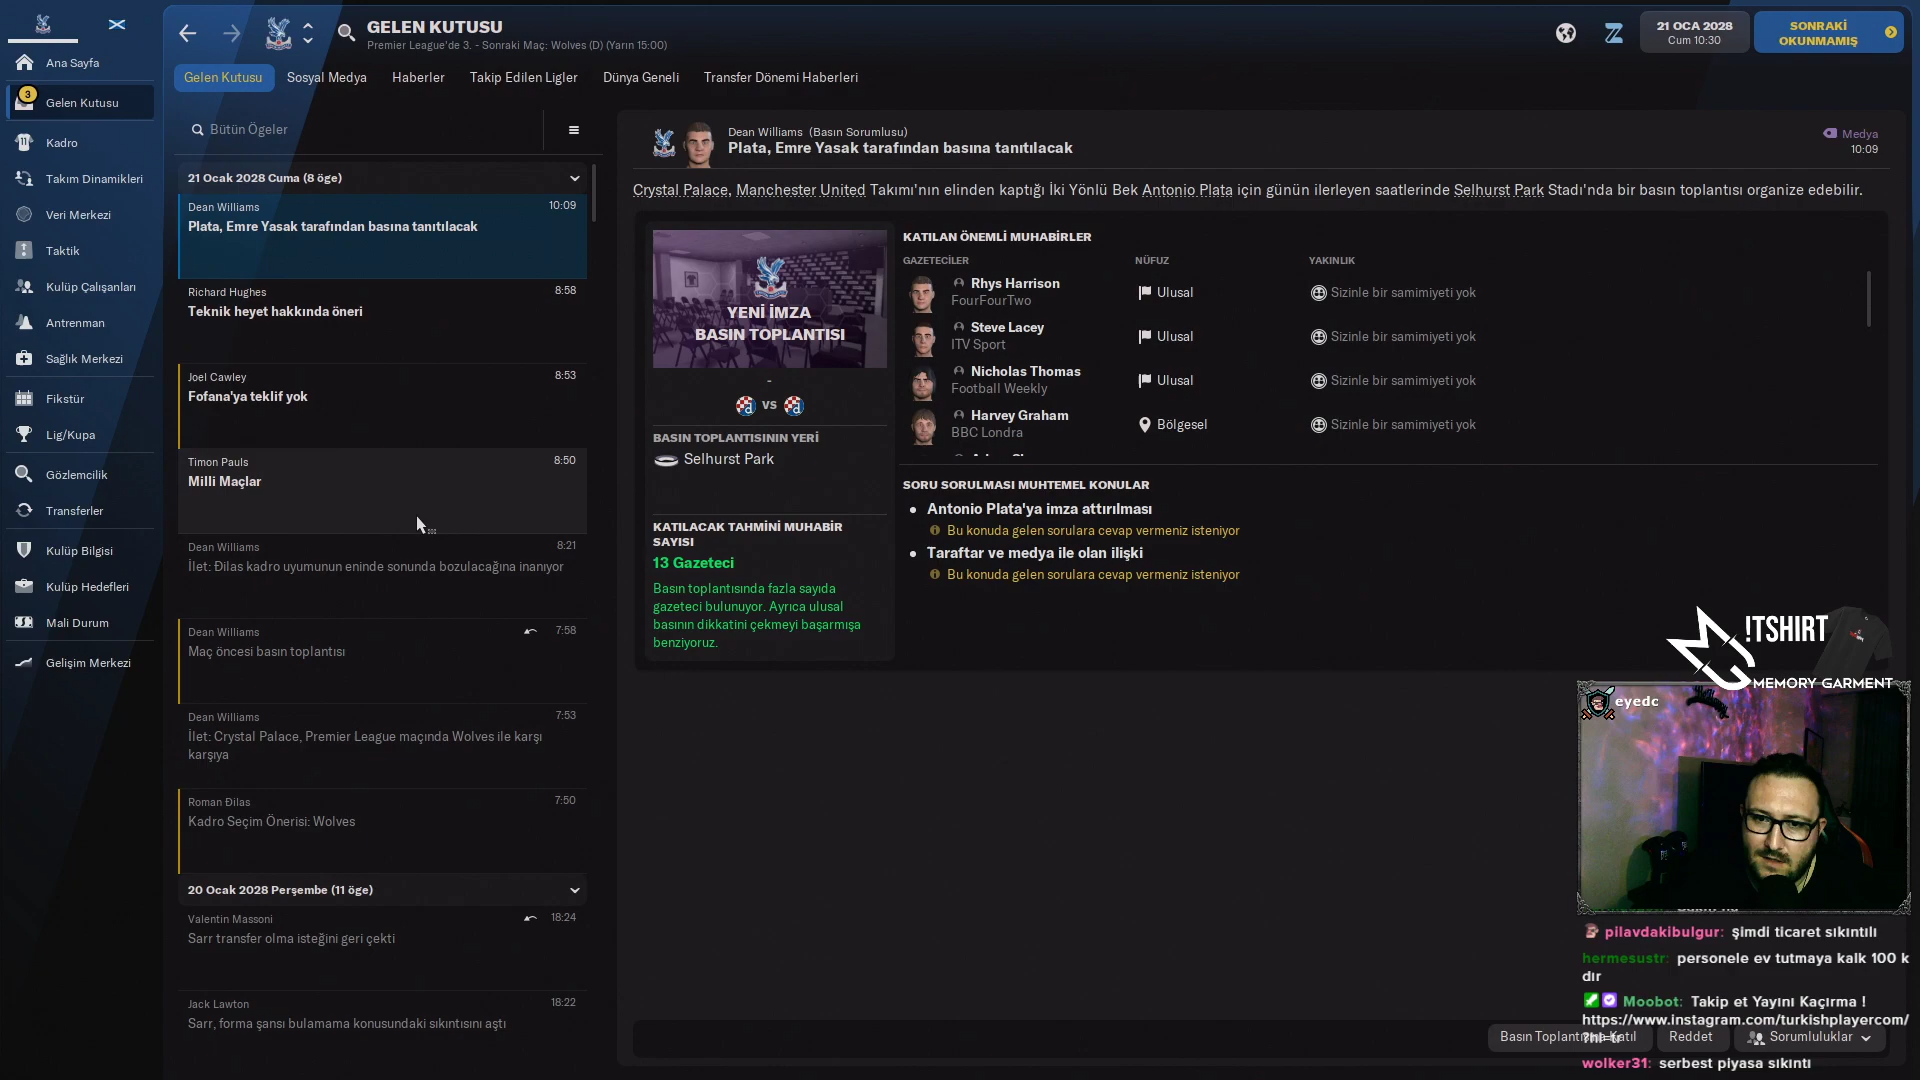 GELEN KUTUSU
Premier League'de 3. - Sonraki Maç: Wolves (D) (Yarın 15:00)
21 OCA 2028
Cum 10:30
SONRAKİ
OKUNMAMIŞ
Ana Sayfa
3
Gelen Kutusu
Kadro
Takım Dinamikleri
Veri Merkezi
Taktik
Kulüp Çalışanları
Antrenman
Sağlık Merkezi
Fikstür
Lig/Kupa
Gözlemcilik
Transferler
Kulüp Bilgisi
Kulüp Hedefleri
Mali Durum
Gelişim Merkezi
Gelen Kutusu
Sosyal Medya
Haberler
Takip Edilen Ligler
Dünya Geneli
Transfer Dönemi Haberleri
Bütün Ögeler
21 Ocak 2028 Cuma (8 öge)
Dean Williams 10:09
Plata, Emre Yasak tarafından basına tanıtılacak
Richard Hughes 8:58
Teknik heyet hakkında öneri
Joel Cawley 8:53
Fofana'ya teklif yok
Timon Pauls 8:50
Milli Maçlar
Dean Williams 8:21
İlet: Đilas kadro uyumunun eninde sonunda bozulacağına inanıyor
Dean Williams 7:58
Maç öncesi basın toplantısı
Dean Williams 7:53
İlet: Crystal Palace, Premier League maçında Wolves ile karşı
karşıya
Roman Đilas 7:50
Kadro Seçim Önerisi: Wolves
20 Ocak 2028 Perşembe (11 öge)
Valentin Massoni 18:24
Sarr transfer olma isteğini geri çekti
Jack Lawton 18:22
Sarr, forma şansı bulamama konusundaki sıkıntısını aştı
Dean Williams (Basın Sorumlusu)
Plata, Emre Yasak tarafından basına tanıtılacak
Medya
10:09
Crystal Palace, Manchester United Takımı'nın elinden kaptığı İki Yönlü Bek Antonio Plata için günün ilerleyen saatlerinde Selhurst Park Stadı'nda bir basın toplantısı organize edebilir.
YENİ İMZA
BASIN TOPLANTISI
-
VS
BASIN TOPLANTISININ YERİ
Selhurst Park
KATILACAK TAHMİNİ MUHABİR
SAYISI
13 Gazeteci
Basın toplantısında fazla sayıda
gazeteci bulunuyor. Ayrıca ulusal
basının dikkatini çekmeyi başarmışa
benziyoruz.
KATILAN ÖNEMLİ MUHABİRLER
GAZETECİLER NÜFUZ YAKINLIK
Rhys Harrison
FourFourTwo
Ulusal
Sizinle bir samimiyeti yok
Steve Lacey
ITV Sport
Ulusal
Sizinle bir samimiyeti yok
Nicholas Thomas
Football Weekly
Ulusal
Sizinle bir samimiyeti yok
Harvey Graham
BBC Londra
Bölgesel
Sizinle bir samimiyeti yok
SORU SORULMASI MUHTEMEL KONULAR
Antonio Plata'ya imza attırılması
Bu konuda gelen sorulara cevap vermeniz isteniyor
Taraftar ve medya ile olan ilişki
Bu konuda gelen sorulara cevap vermeniz isteniyor
!TSHIRT
MEMORY GARMENT
eyedc
pilavdakibulgur: şimdi ticaret sıkıntılı
hermesustr: personele ev tutmaya kalk 100 k
dır
Moobot: Takip et Yayını Kaçırma !
https://www.instagram.com/turkishplayercom/
?hl=tr
wolker31: serbest piyasa sıkıntı
Basın Toplantısına Katıl
Reddet
Sorumluluklar